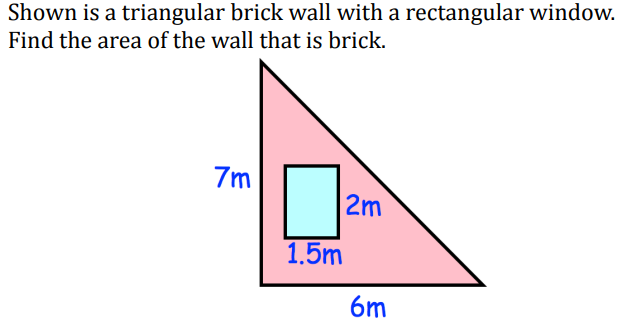 Shown is a triangular brick wall with a rectangular window.
Find the area of the wall that is brick.
7m
2m
1.5m
6m